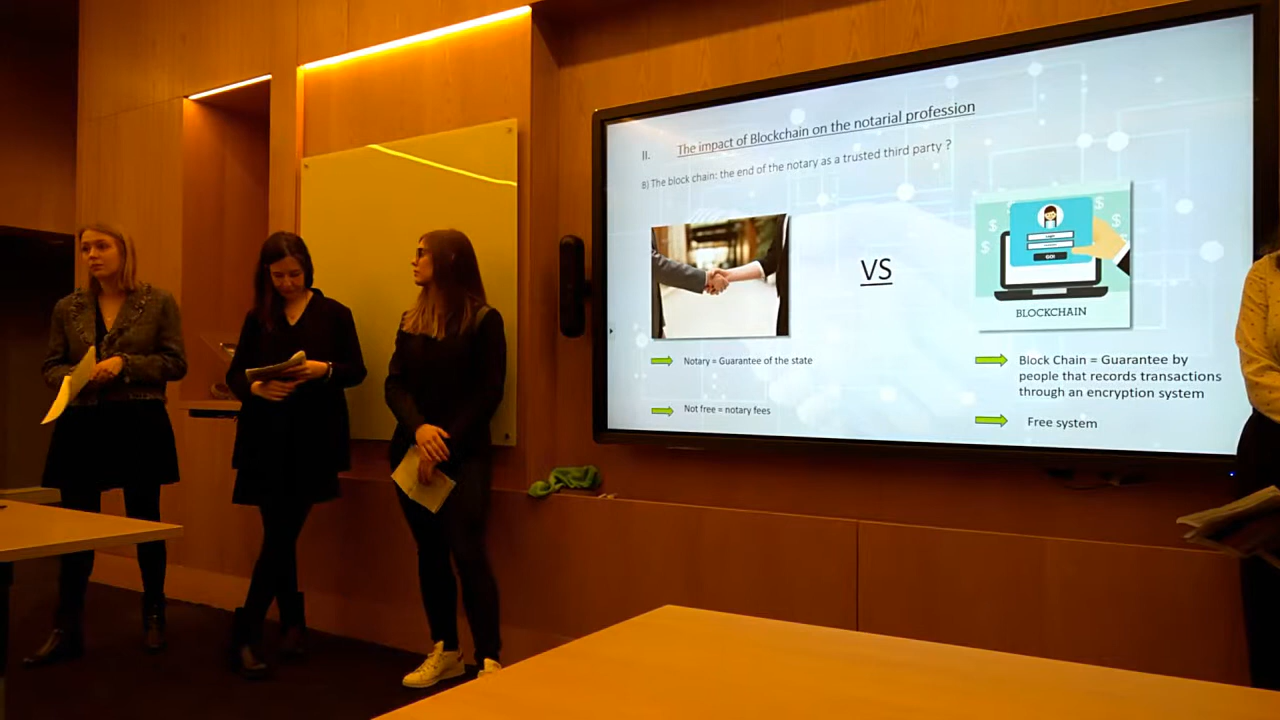 II. The impact of Blockchain on the notarial profession
B) The block chain: the end of the notary as a trusted third party ?
VS
GO!
BLOCKCHAIN
Notary = Guarantee of the state
Block Chain = Guarantee by
people that records transactions
through an encryption system
Not free = notary fees
Free system